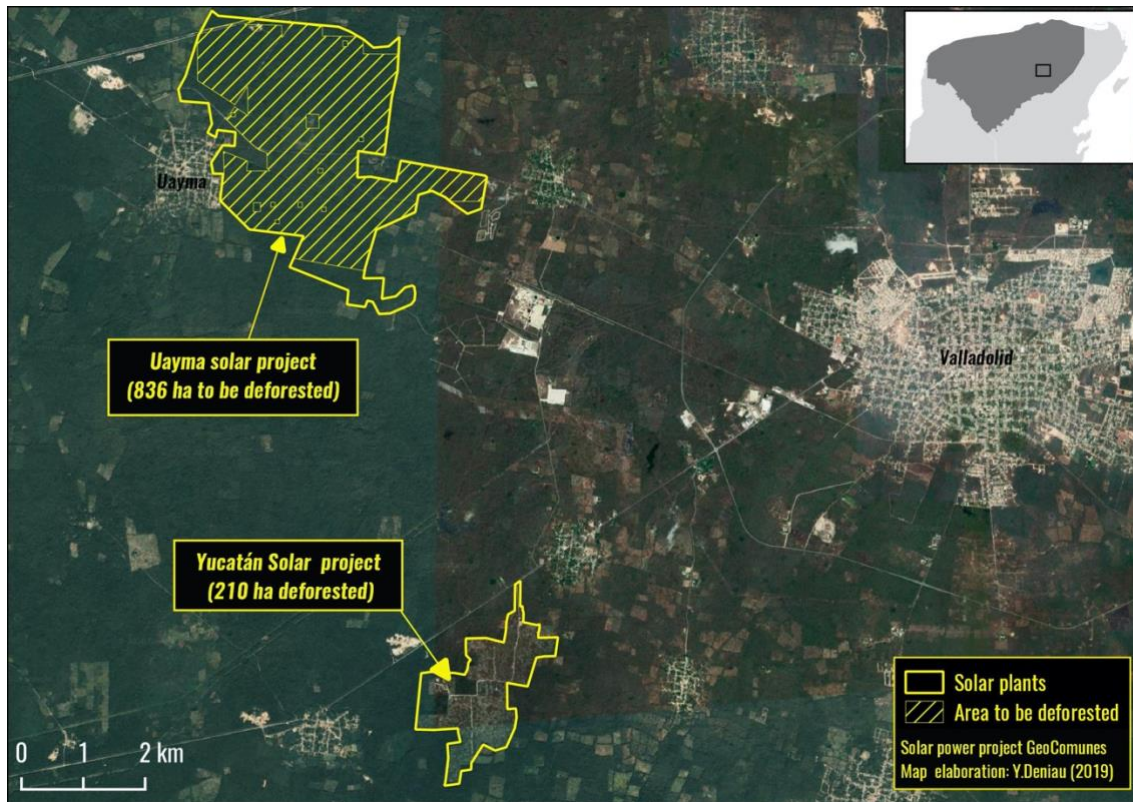 Uayma
Uayma solar project
(836 ha to be deforested)
Valladolid
Yucatán Solar project
(210 ha deforested)
0 1 2 km
Solar plants
Area to be deforested
Solar power project GeoComunes
Map elaboration: Y.Deniau (2019)